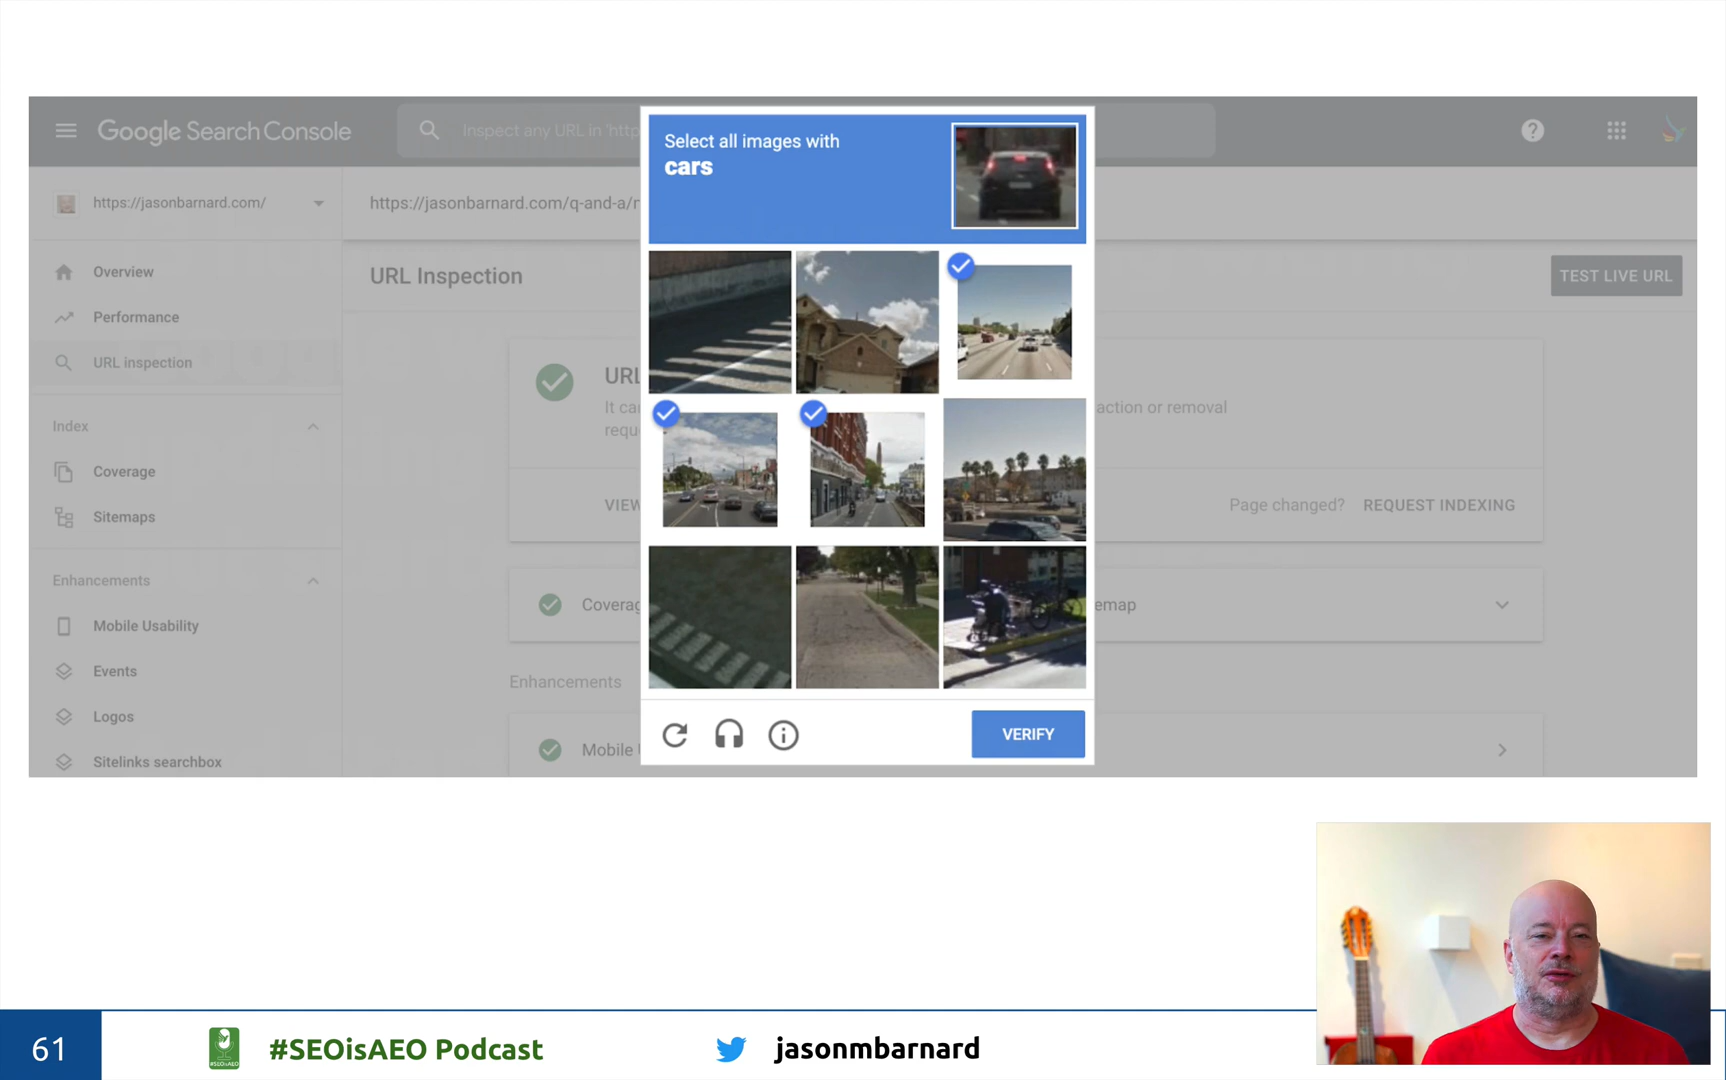 Google Search Console
Inspect any URL in 'http
https://jasonbarnard.com/
https://jasonbarnard.com/q-and-a/
Overview
Performance
URL inspection
Index
Coverage
Sitemaps
Enhancements
Mobile Usability
Events
Logos
Sitelinks searchbox
URL Inspection
TEST LIVE URL
URL
It ca
action or removal
requ
VIEW
Page changed?
REQUEST INDEXING
Coverag
emap
Enhancements
Mobile
Select all images with
cars
VERIFY
61
#SEOisAEO Podcast
jasonmbarnard